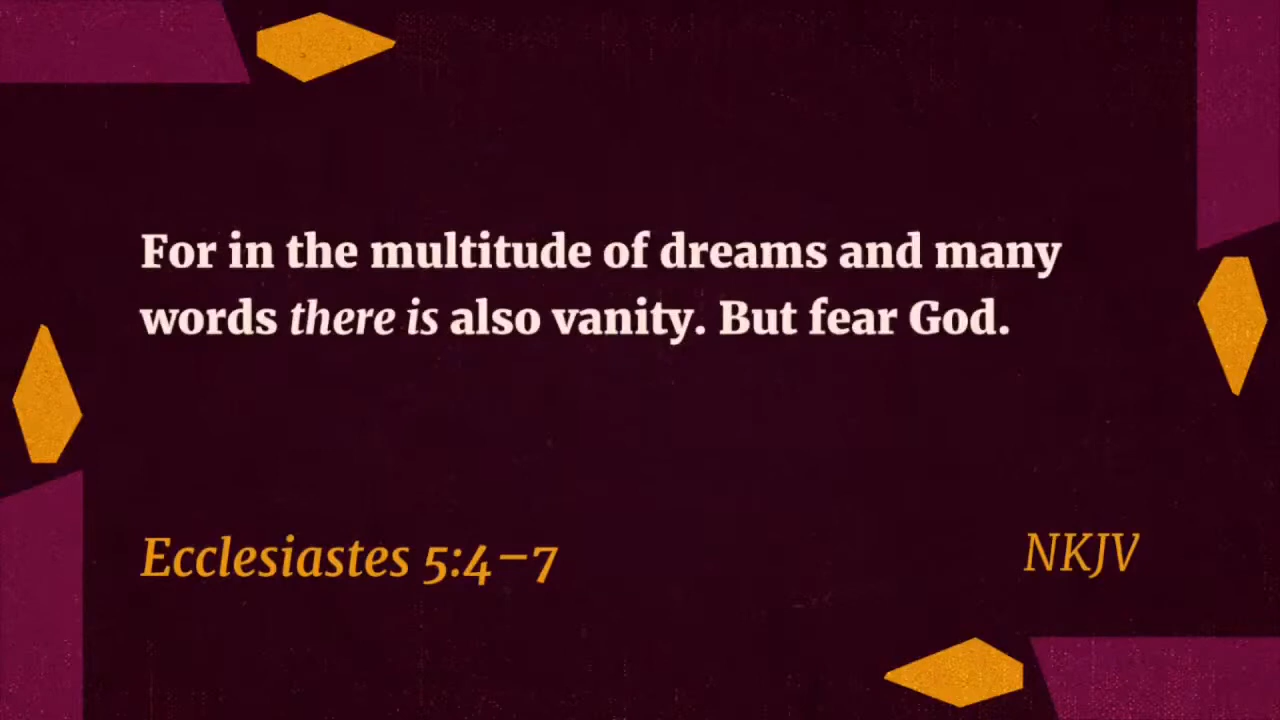 For in the multitude of dreams and many
words there is also vanity. But fear God.
Ecclesiastes 5:4–7
NKJV